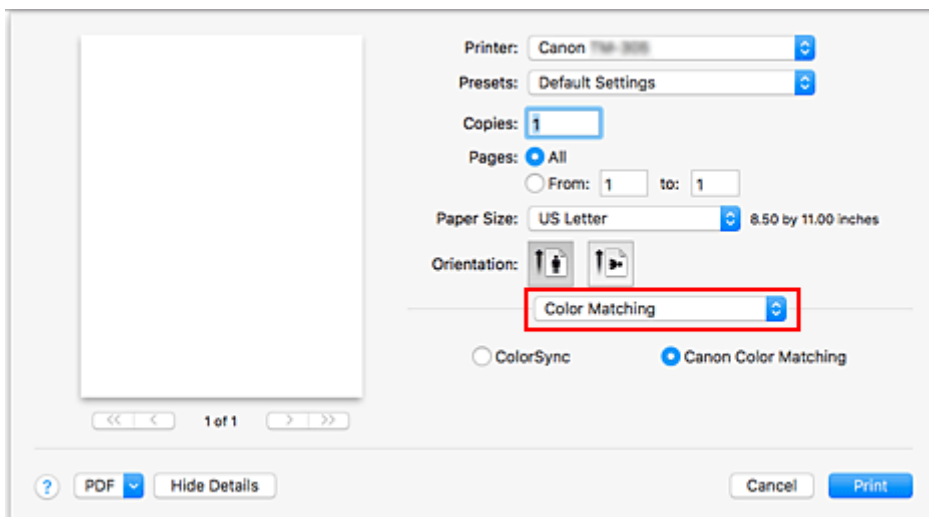 Printer: Canon
Presets: Default Settings
Copies: 1
Pages: All
From: 1 to: 1
Paper Size: US Letter 8.50 by 11.00 inches
Orientation:
Color Matching
ColorSync Canon Color Matching
1 of 1
? PDF Hide Details Cancel Print